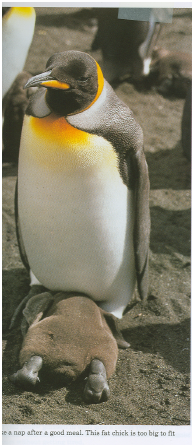 e a nap after a good meal. This fat chick is too big to fit